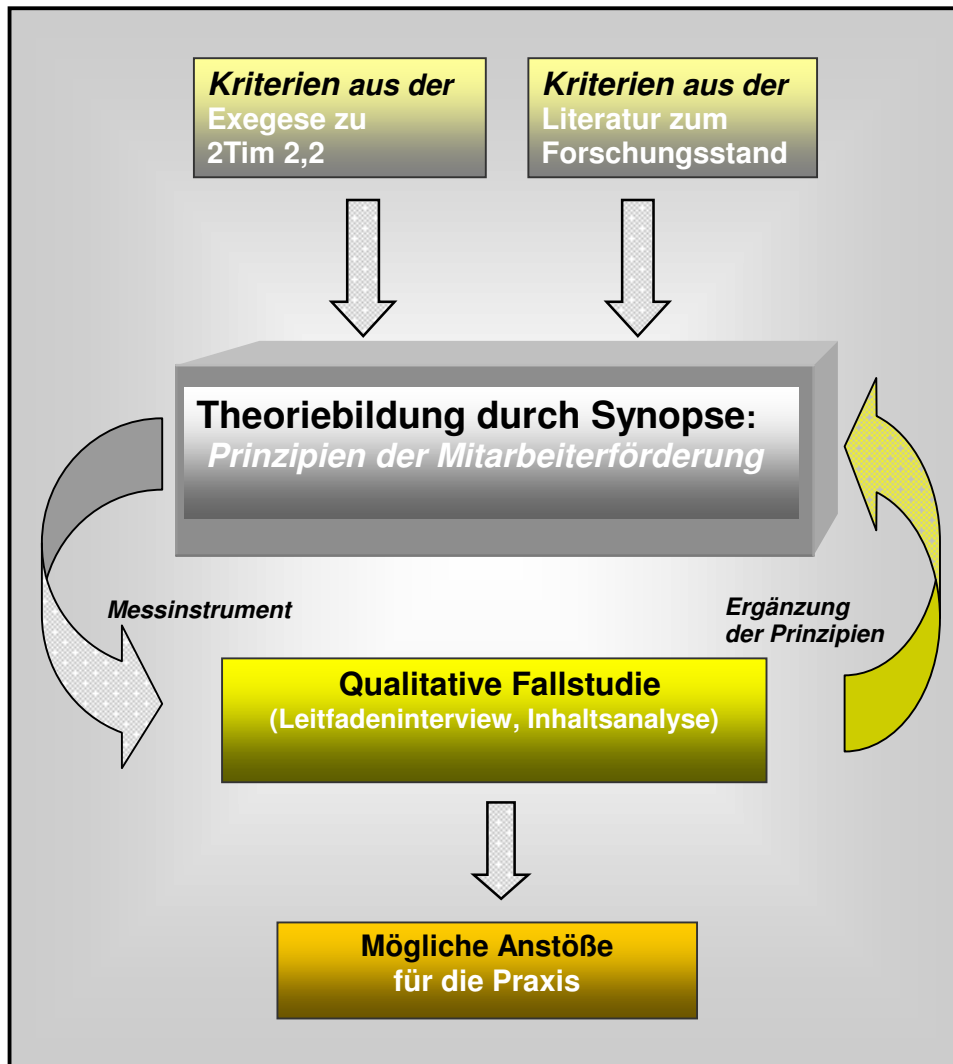 Kriterien aus der
Exegese zu
2Tim 2,2
Kriterien aus der
Literatur zum
Forschungsstand
Theoriebildung durch Synopse:
Prinzipien der Mitarbeiterförderung
Messinstrument
Ergänzung
der Prinzipien
Qualitative Fallstudie
(Leitfadeninterview, Inhaltsanalyse)
Mögliche Anstöße
für die Praxis